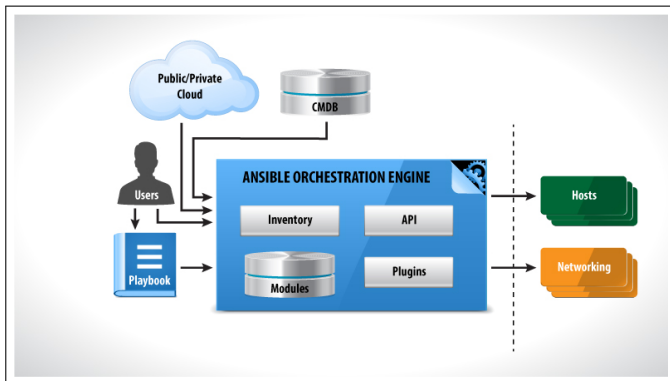 Public/Private
Cloud
CMDB
Users
ANSIBLE ORCHESTRATION ENGINE
Inventory
API
Hosts
Playbook
Modules
Plugins
Networking